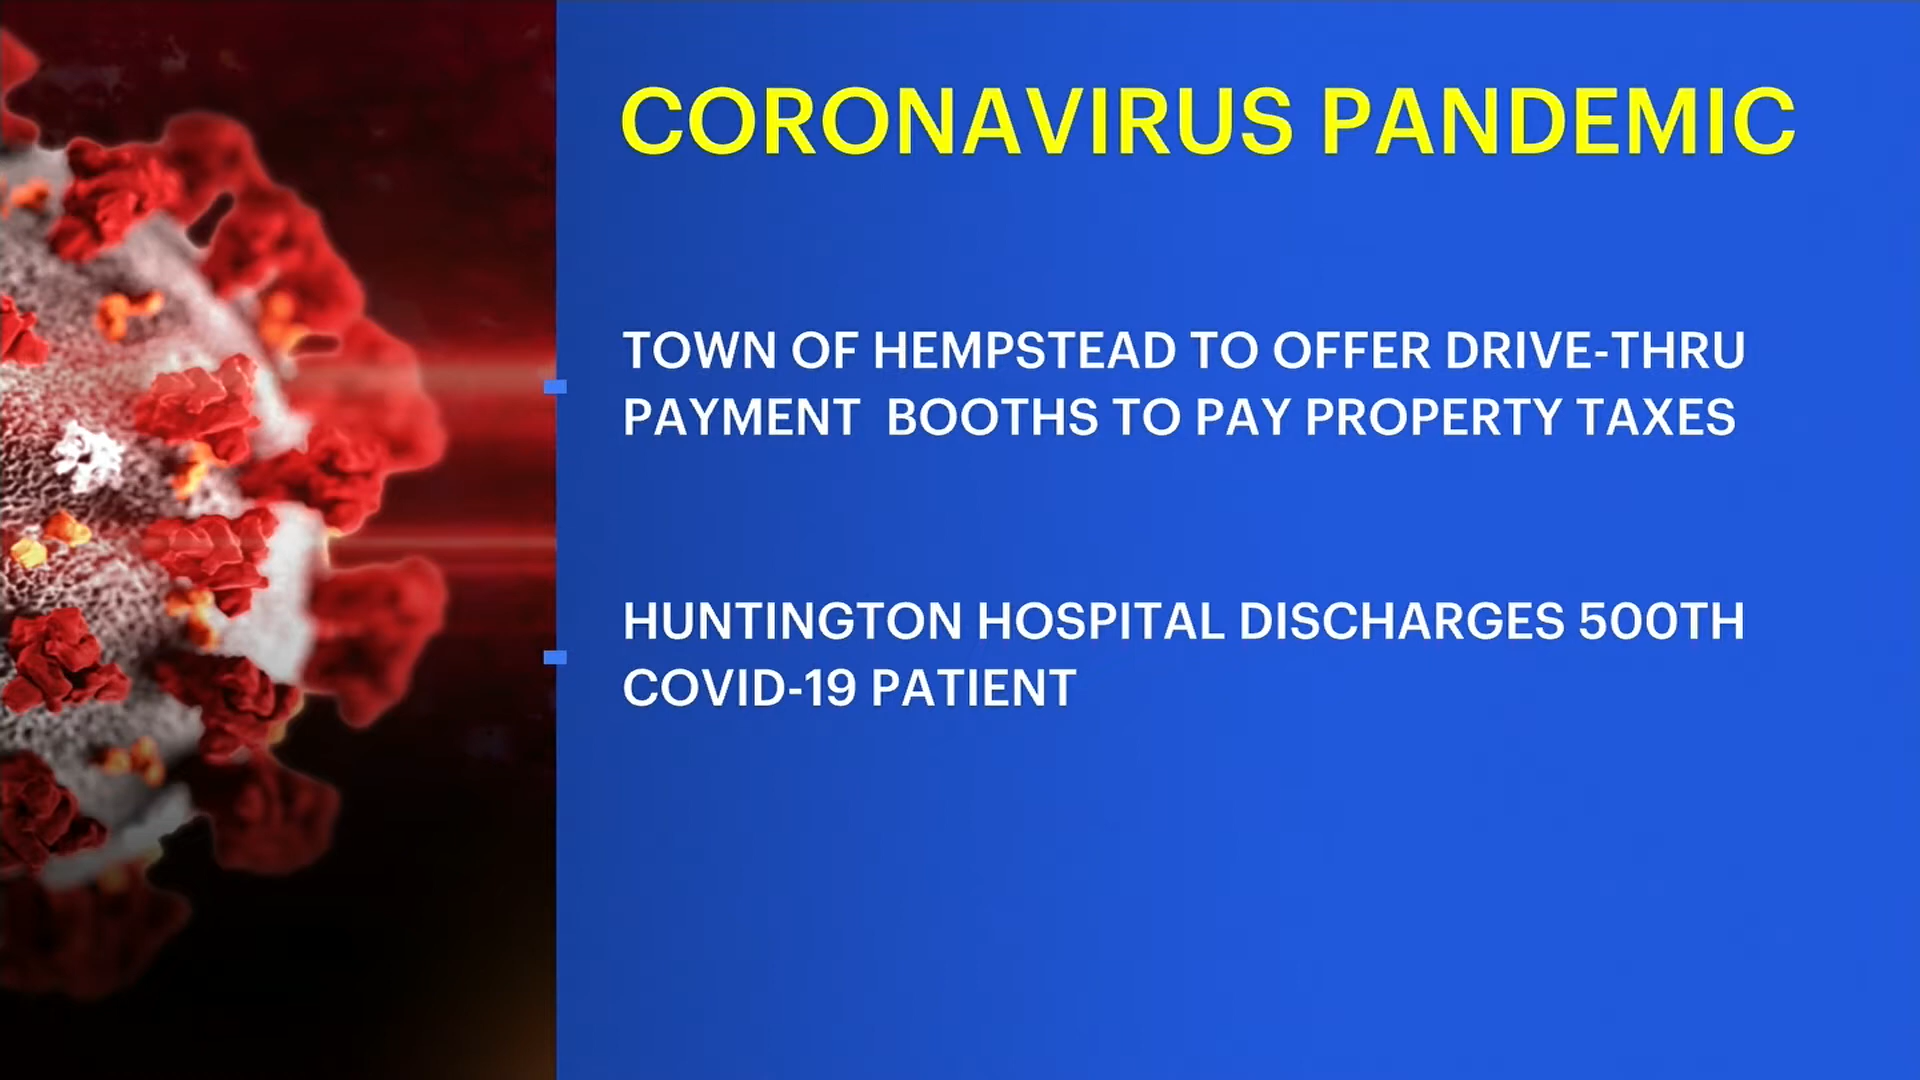 CORONAVIRUS PANDEMIC
TOWN OF HEMPSTEAD TO OFFER DRIVE-THRU
PAYMENT  BOOTHS TO PAY PROPERTY TAXES
HUNTINGTON HOSPITAL DISCHARGES 500TH
COVID-19 PATIENT